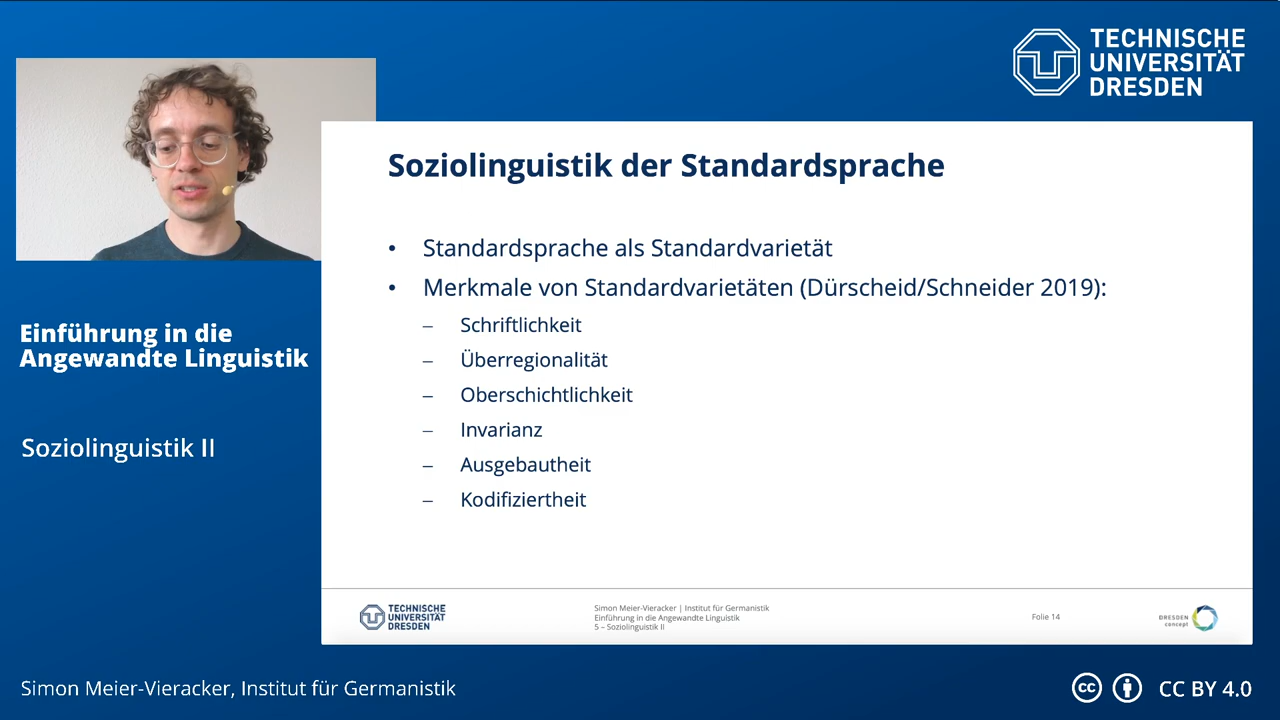 TECHNISCHE
UNIVERSITÄT
DRESDEN
Soziolinguistik der Standardsprache
• Standardsprache als Standardvarietät
• Merkmale von Standardvarietäten (Dürscheid/Schneider 2019):
– Schriftlichkeit
– Überregionalität
– Oberschichtlichkeit
– Invarianz
– Ausgebautheit
– Kodifiziertheit
Einführung in die
Angewandte Linguistik
Soziolinguistik II
TECHNISCHE
UNIVERSITÄT
DRESDEN
Simon Meier-Vieracker | Institut für Germanistik
Einführung in die Angewandte Linguistik
5 – Soziolinguistik II
Folie 14
DRESDEN
concept
Simon Meier-Vieracker, Institut für Germanistik
cc
CC BY 4.0